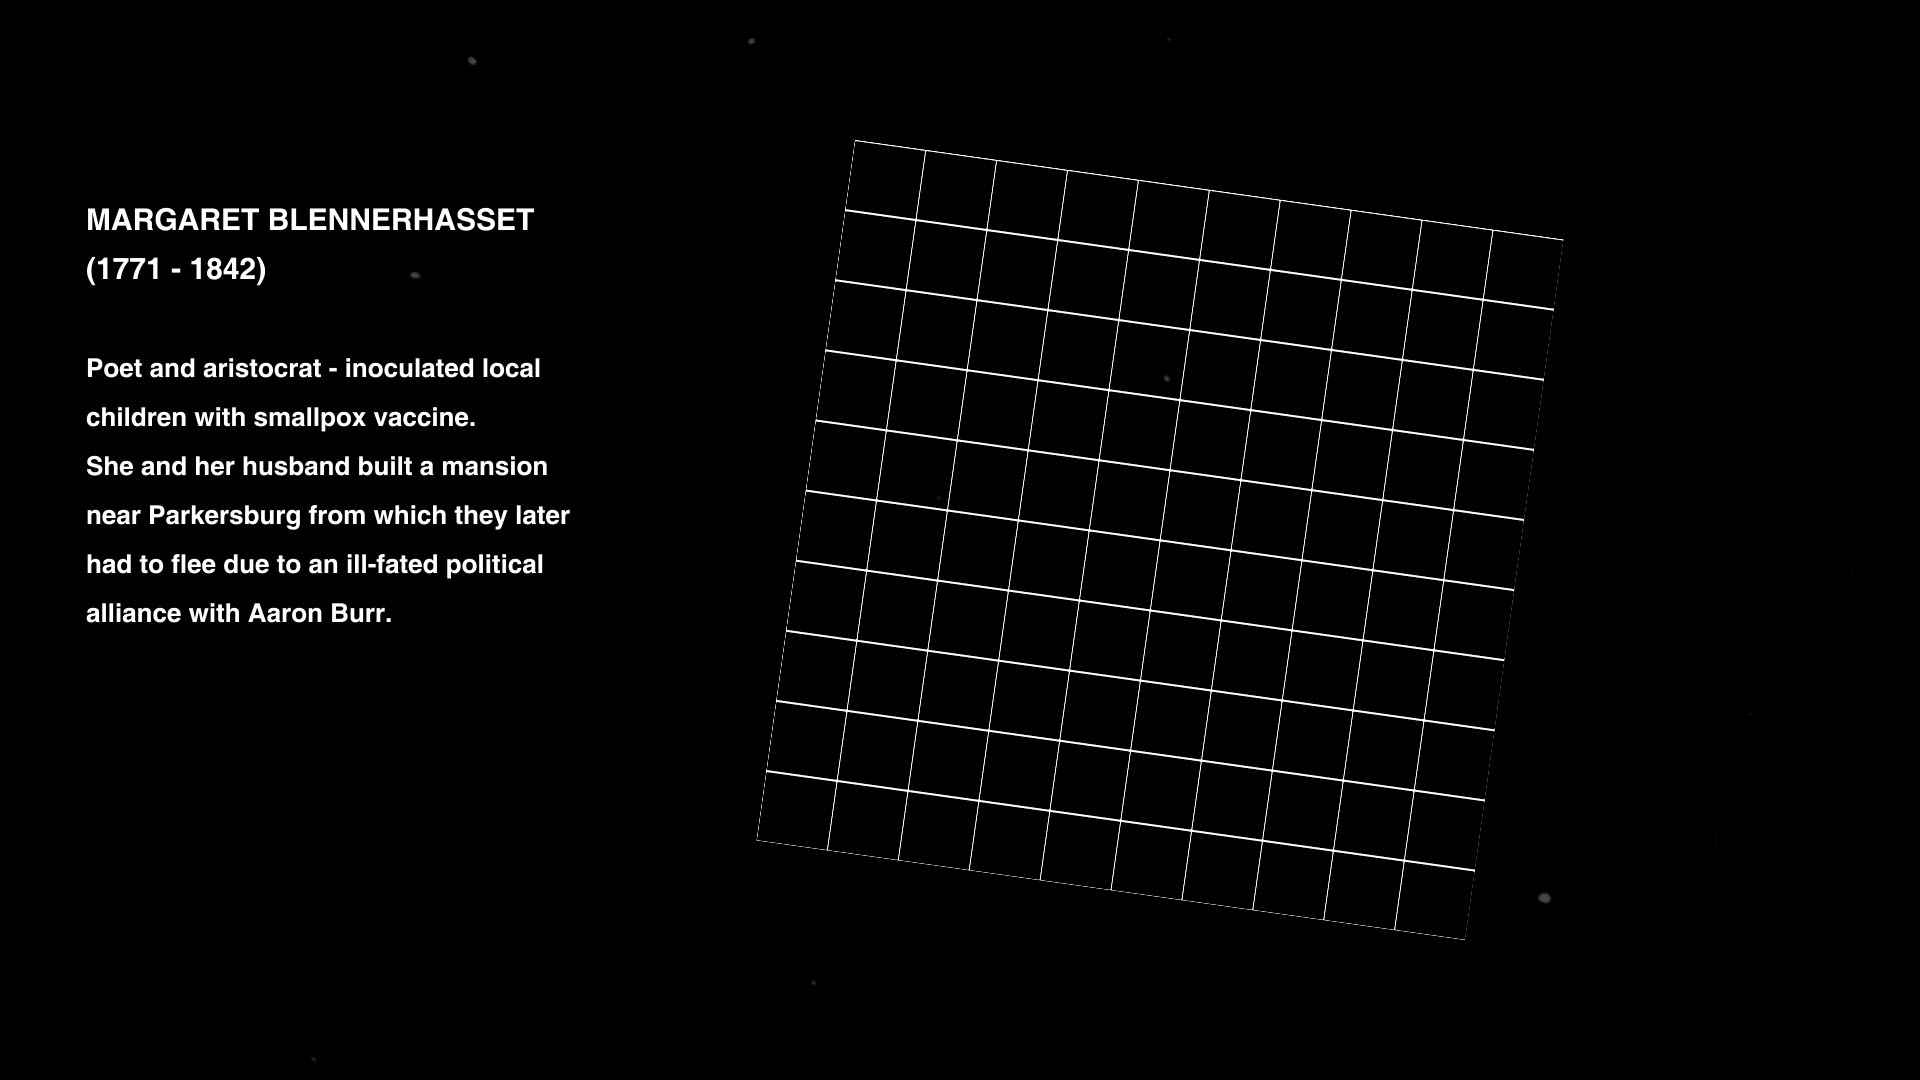 MARGARET BLENNERHASSET
(1771 - 1842)
Poet and aristocrat - inoculated local
children with smallpox vaccine.
She and her husband built a mansion
near Parkersburg from which they later
had to flee due to an ill-fated political
alliance with Aaron Burr.